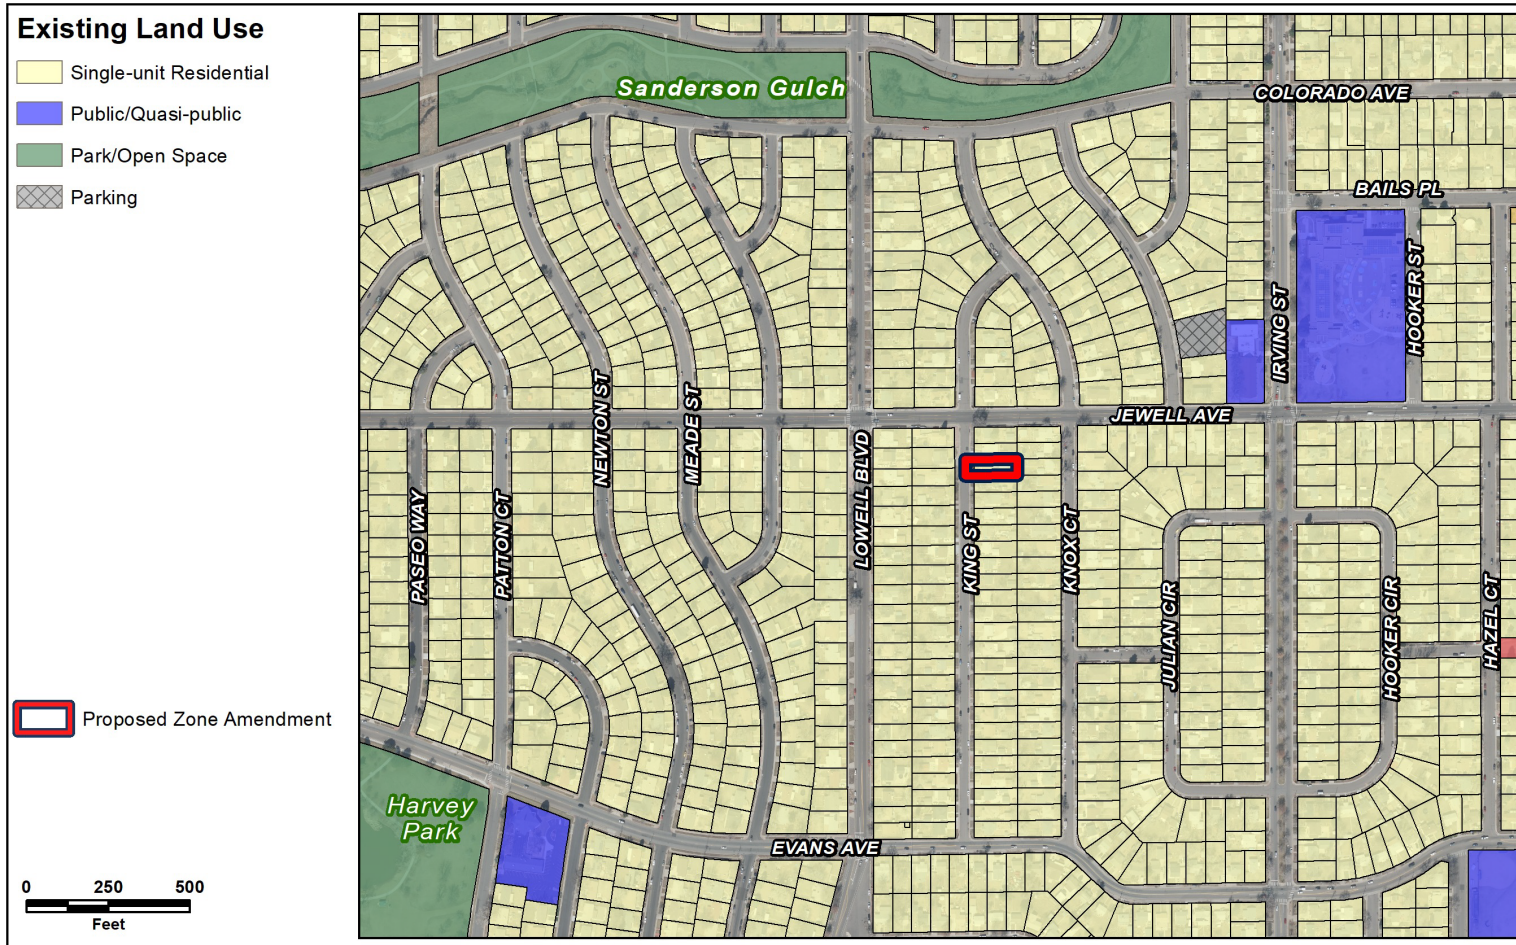 Existing Land Use
Single-unit Residential
Public/Quasi-public
Park/Open Space
Parking
Proposed Zone Amendment
0 250 500
Feet
Sanderson Gulch
COLORADO AVE
BAILS PL
HOOKER ST
IRVING ST
JEWELL AVE
NEWTON ST
MEADE ST
LOWELL BLVD
PASEO WAY
PATTON CT
KING ST
KNOX CT
JULIAN CIR
HOOKER CIR
HAZEL CT
Harvey
Park
EVANS AVE